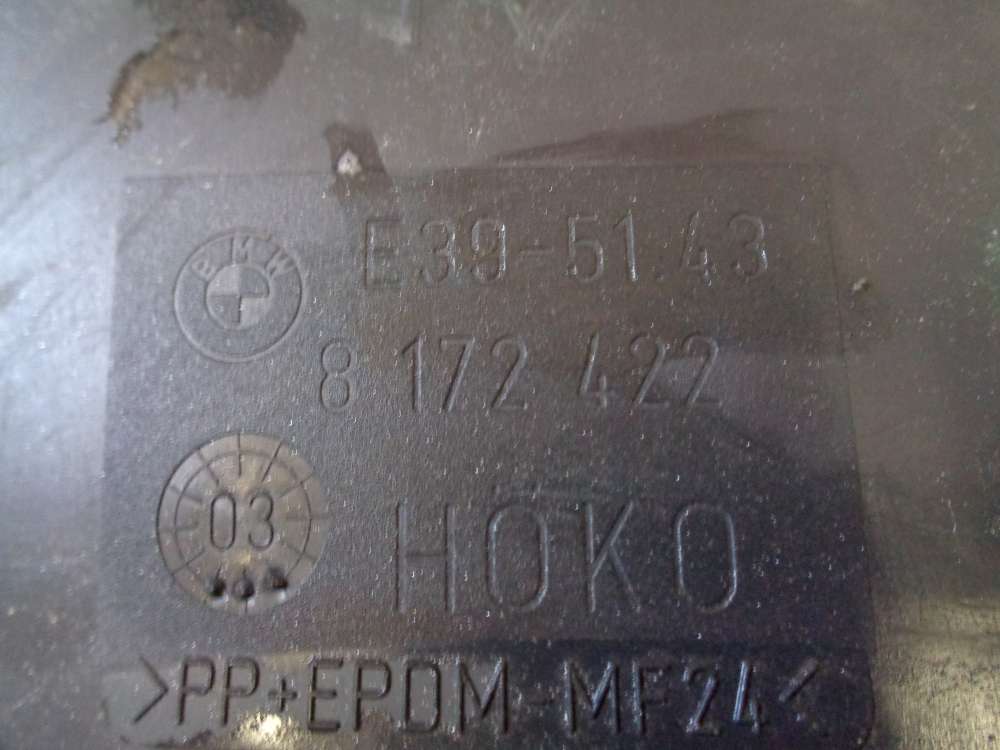 BMW
E39-51.43
8 172 422
03
HOKO
>PP+EPDM-MF24<